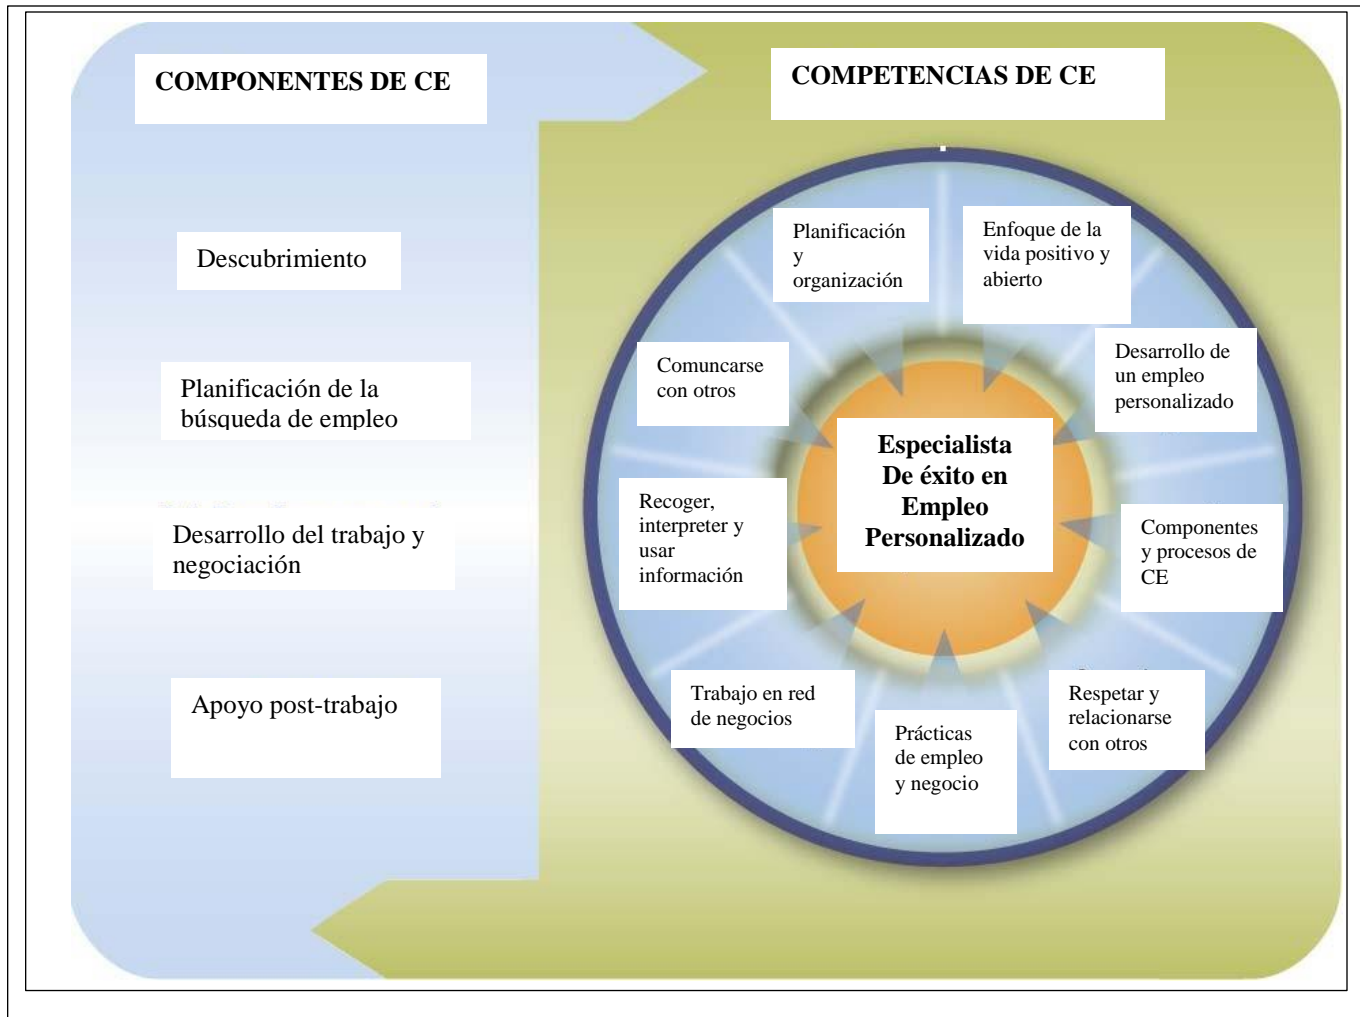 COMPONENTES DE CE
Descubrimiento
Planificación de la
búsqueda de empleo
Desarrollo del trabajo y
negociación
Apoyo post-trabajo
COMPETENCIAS DE CE
Planificación
y
organización
Enfoque de la
vida positivo y
abierto
Desarrollo de
un empleo
personalizado
Componentes
y procesos de
CE
Respetar y
relacionarse
con otros
Prácticas
de empleo
y negocio
Trabajo en red
de negocios
Recoger,
interpreter y
usar
información
Comuncarse
con otros
Especialista
De éxito en
Empleo
Personalizado